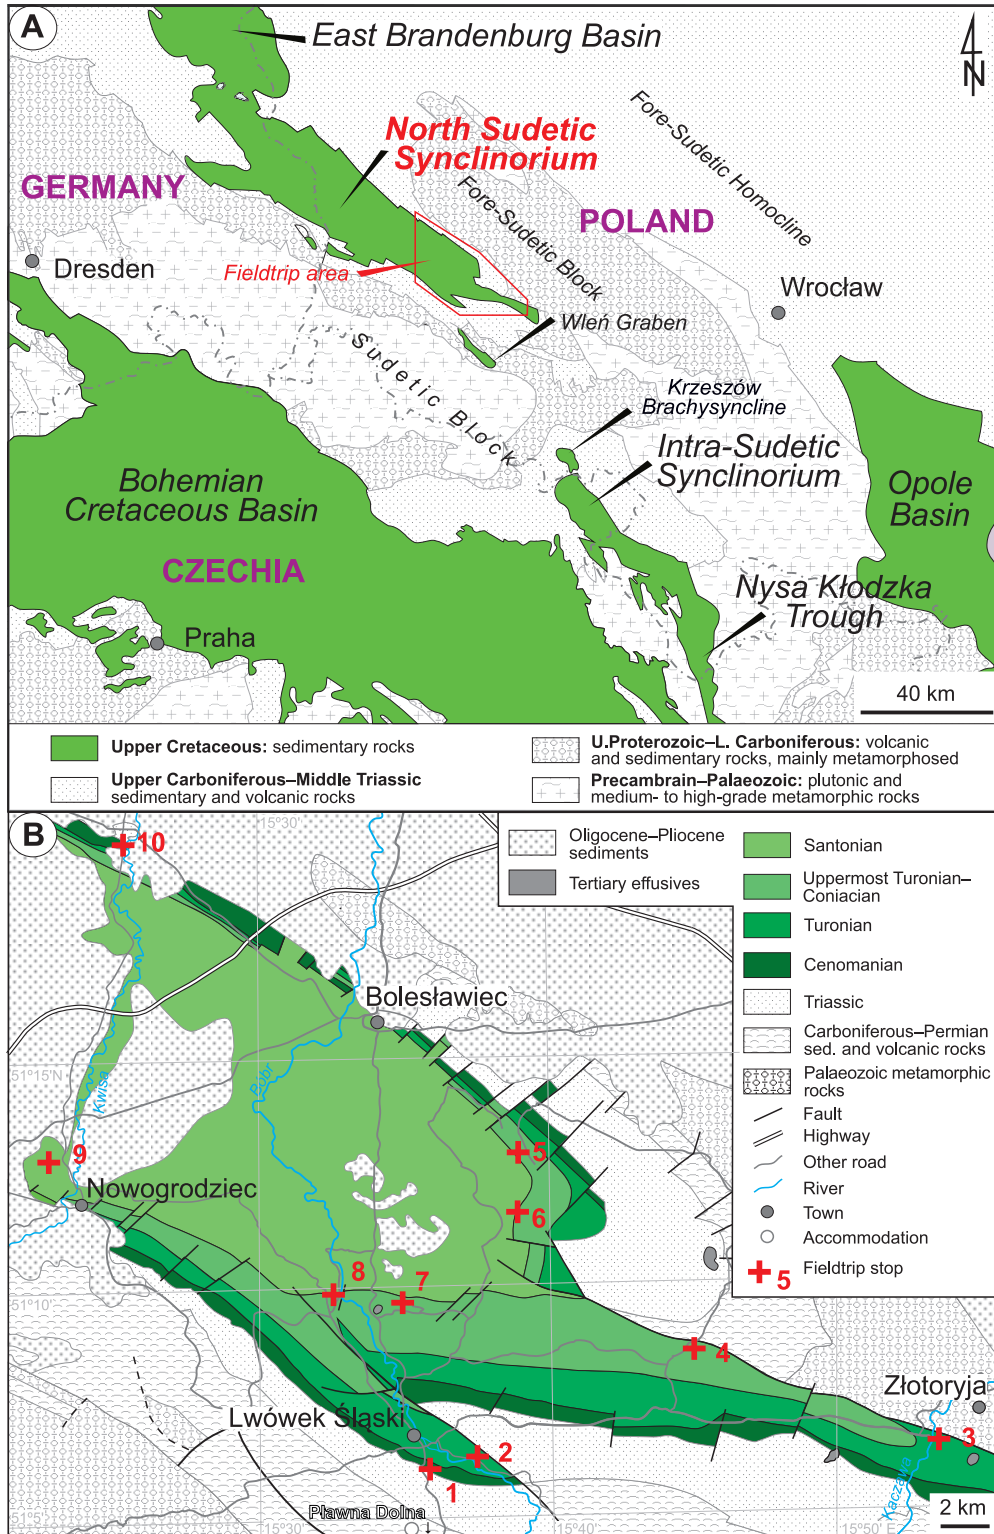 A
East Brandenburg Basin
N
North Sudetic
Synclinorium
Fore-Sudetic Homocline
GERMANY
Fore-Sudetic Block
POLAND
Dresden
Fieldtrip area
Wrocław
Wleń Graben
Sudetic Block
Krzeszów
Brachysyncline
Intra-Sudetic
Synclinorium
Bohemian
Cretaceous Basin
Opole
Basin
CZECHIA
Nysa Kłodzka
Trough
Praha
40 km
Upper Cretaceous: sedimentary rocks
Upper Carboniferous–Middle Triassic
sedimentary and volcanic rocks
U.Proterozoic–L. Carboniferous: volcanic
and sedimentary rocks, mainly metamorphosed
Precambrain–Palaeozoic: plutonic and
medium- to high-grade metamorphic rocks
B
15°30'
10
Oligocene–Pliocene
sediments
Tertiary effusives
Santonian
Uppermost Turonian–
Coniacian
Turonian
Cenomanian
Triassic
Carboniferous–Permian
sed. and volcanic rocks
Palaeozoic metamorphic
rocks
Fault
Highway
Other road
River
Town
Accommodation
5
Fieldtrip stop
Bolesławiec
51°15'N
Kwisa
Bóbr
9
5
Nowogrodziec
6
8
7
51°10'
4
Złotoryja
Lwówek Śląski
3
2
1
Kaczawa
Pławna Dolna
2 km
51°5'
15°30'
15°40'
15°50' E